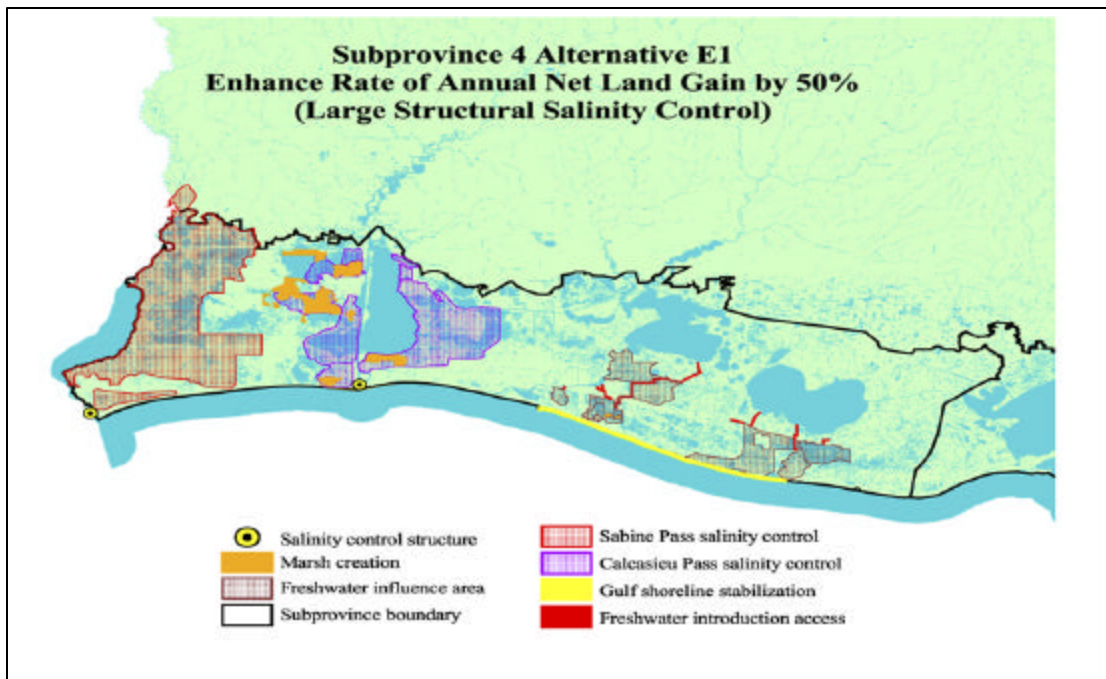 Subprovince 4 Alternative E1
Enhance Rate of Annual Net Land Gain by 50%
(Large Structural Salinity Control)
Salinity control structure
Marsh creation
Freshwater influence area
Subprovince boundary
Sabine Pass salinity control
Calcasieu Pass salinity control
Gulf shoreline stabilization
Freshwater introduction access